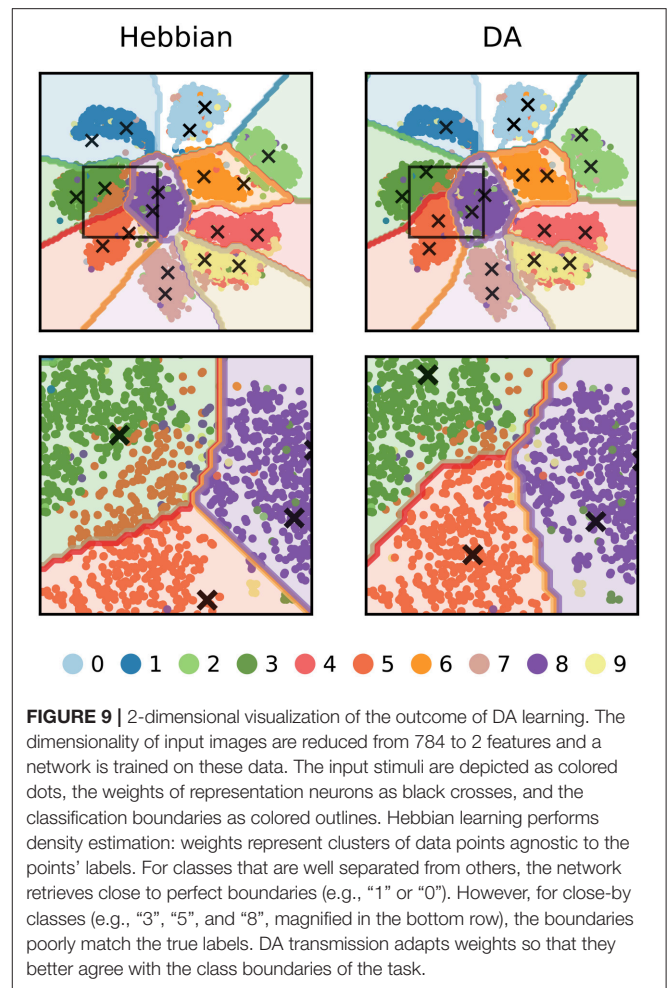 Hebbian DA
0 1 2 3 4 5 6 7 8 9
FIGURE 9 | 2-dimensional visualization of the outcome of DA learning. The
dimensionality of input images are reduced from 784 to 2 features and a
network is trained on these data. The input stimuli are depicted as colored
dots, the weights of representation neurons as black crosses, and the
classification boundaries as colored outlines. Hebbian learning performs
density estimation: weights represent clusters of data points agnostic to the
points' labels. For classes that are well separated from others, the network
retrieves close to perfect boundaries (e.g., “1” or “0”). However, for close-by
classes (e.g., “3”, “5”, and “8”, magnified in the bottom row), the boundaries
poorly match the true labels. DA transmission adapts weights so that they
better agree with the class boundaries of the task.